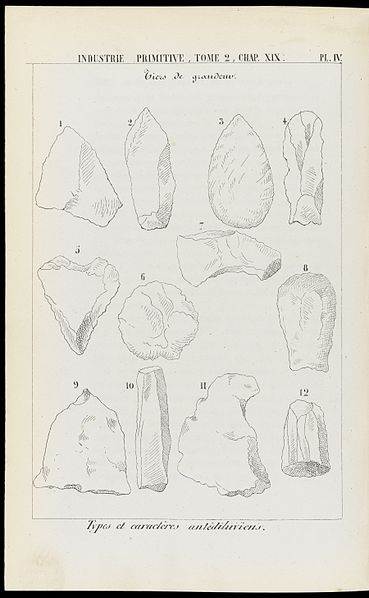 INDUSTRIE PRIMITIVE, TOME 2, CHAP. XIX. PL. IV
Tiers de grandeur.
1 2 3 4
7
5 6 8
9 10 11 12
Types et caractères antédiluviens.